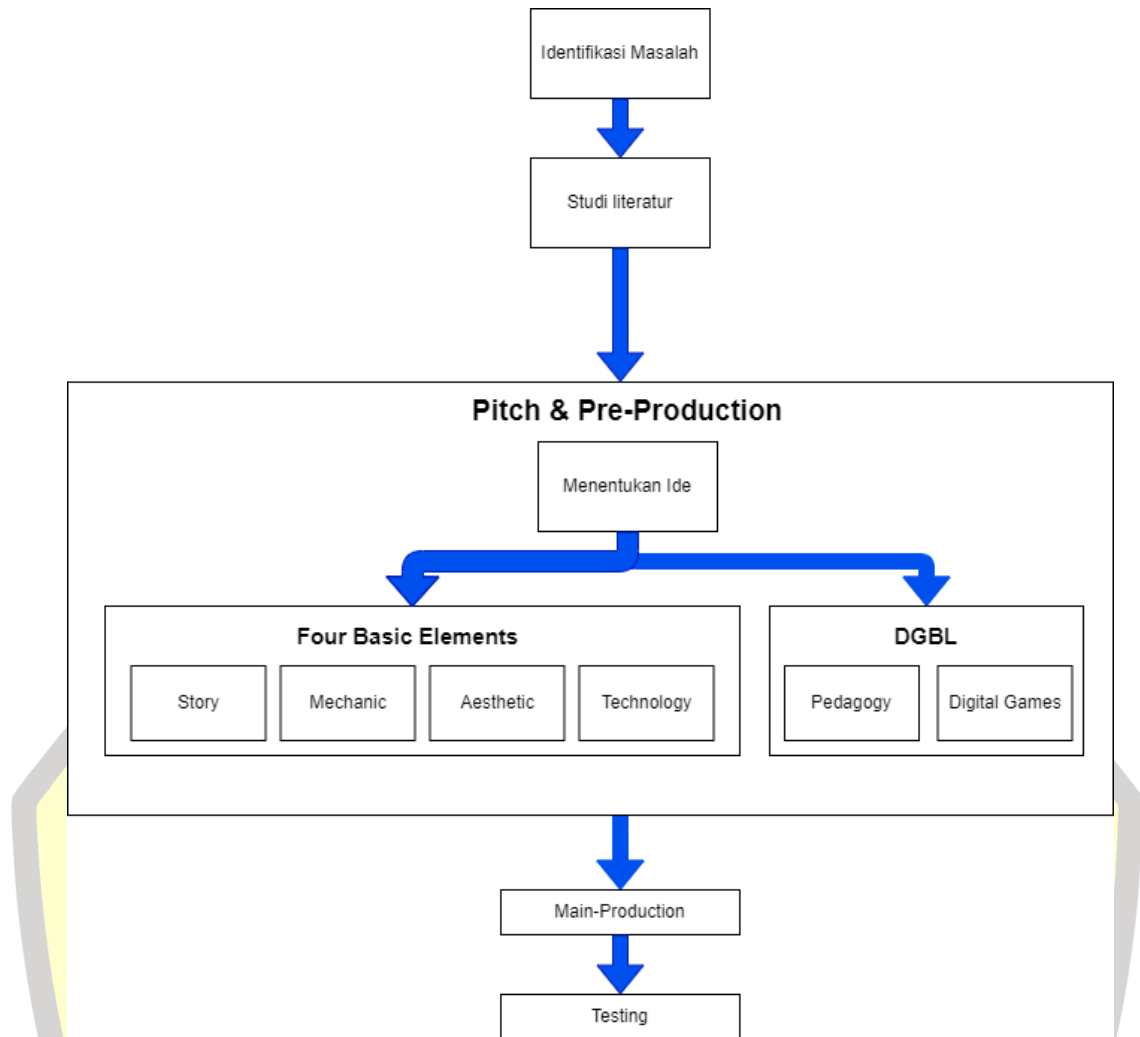 Identifikasi Masalah
Studi literatur
Pitch & Pre-Production
Menentukan Ide
Four Basic Elements
Story
Mechanic
Aesthetic
Technology
DGBL
Pedagogy
Digital Games
Main-Production
Testing